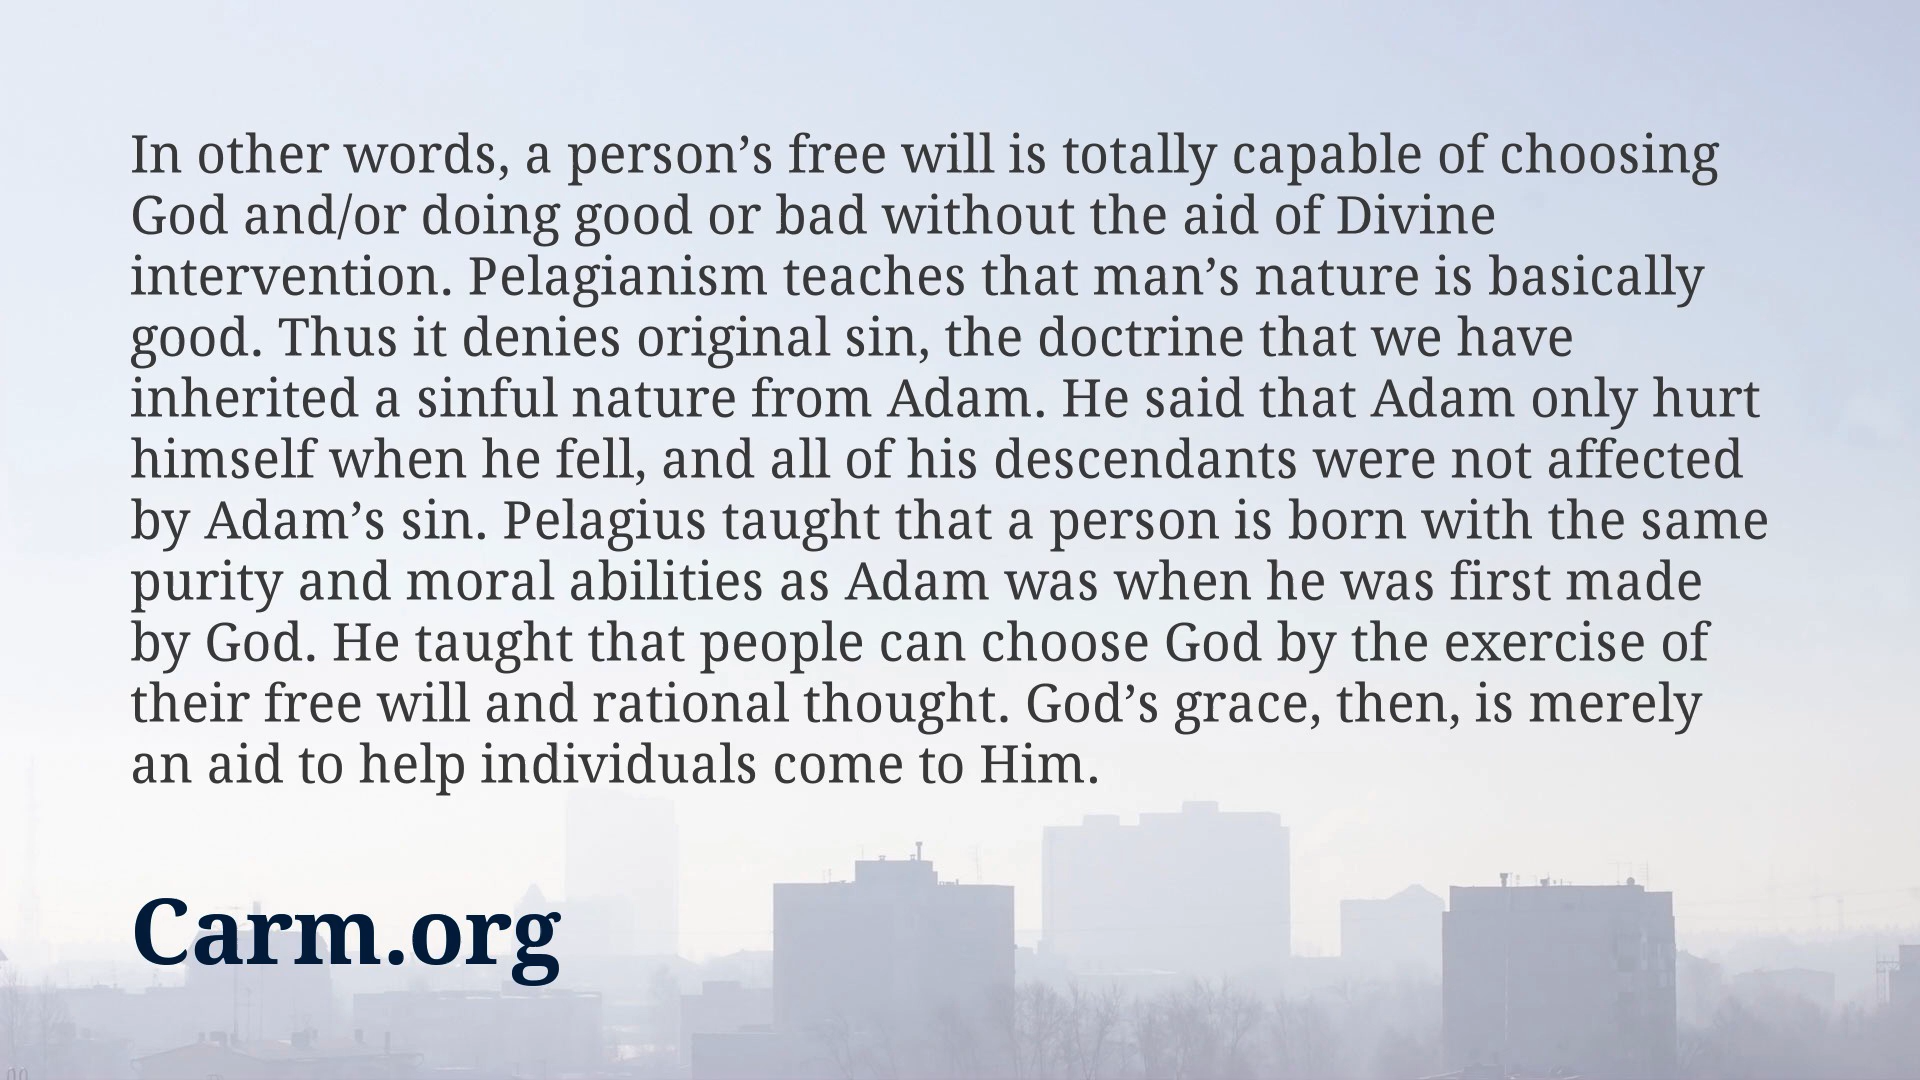 In other words, a person’s free will is totally capable of choosing
God and/or doing good or bad without the aid of Divine
intervention. Pelagianism teaches that man’s nature is basically
good. Thus it denies original sin, the doctrine that we have
inherited a sinful nature from Adam. He said that Adam only hurt
himself when he fell, and all of his descendants were not affected
by Adam’s sin. Pelagius taught that a person is born with the same
purity and moral abilities as Adam was when he was first made
by God. He taught that people can choose God by the exercise of
their free will and rational thought. God’s grace, then, is merely
an aid to help individuals come to Him.
Carm.org